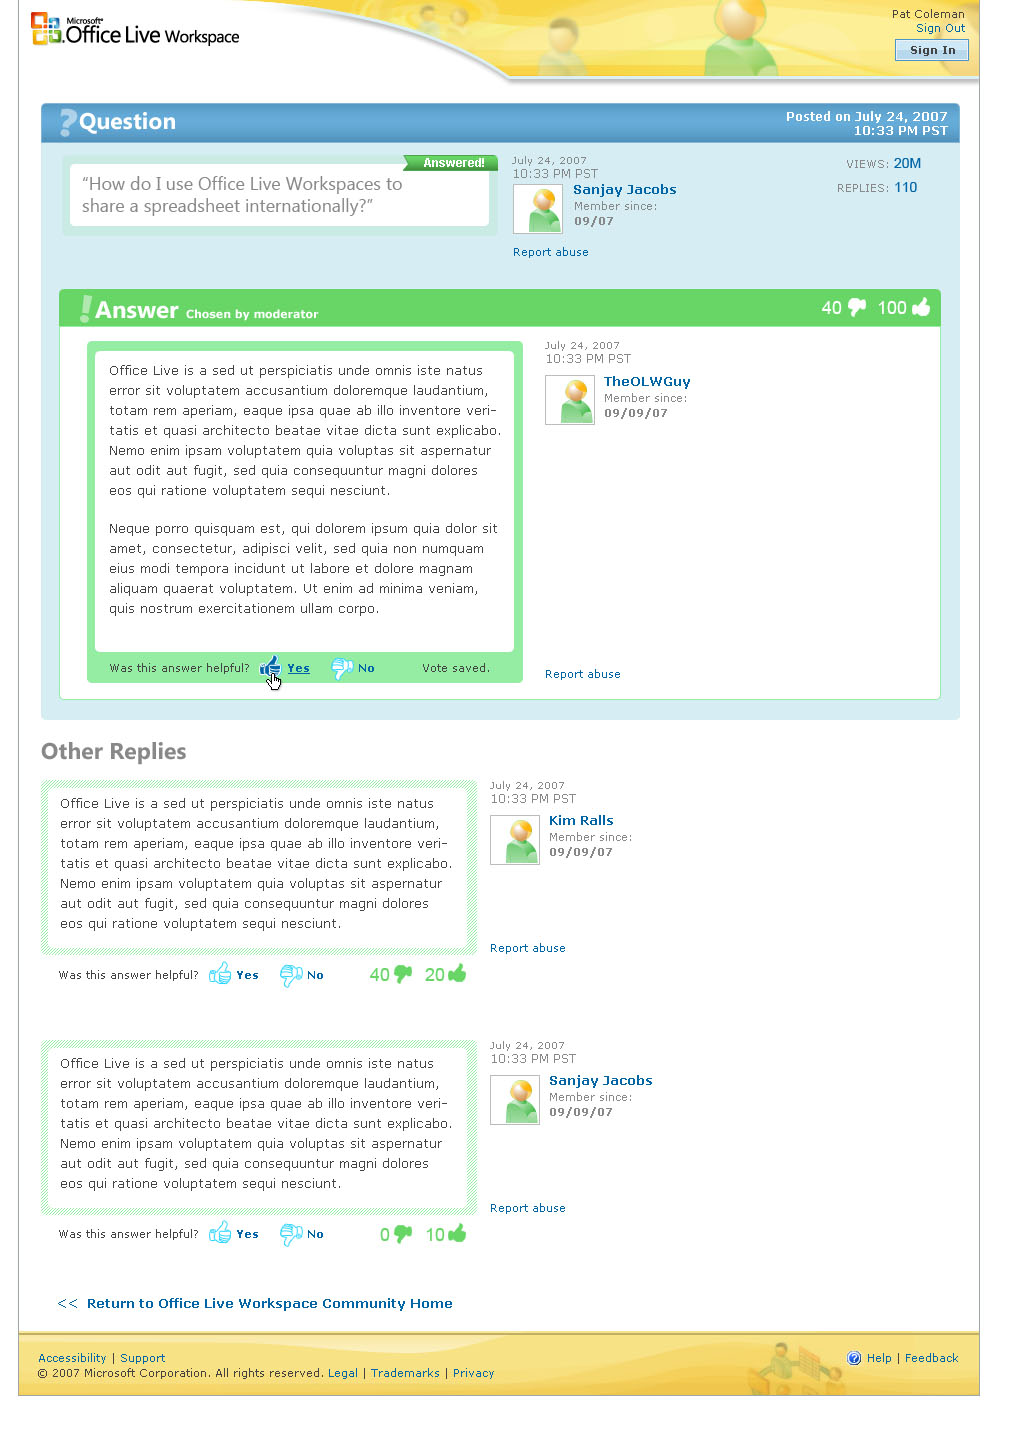 Microsoft®
Office Live Workspace
Pat Coleman
Sign Out
Sign In
?Question
Posted on July 24, 2007
10:33 PM PST
Answered!
“How do I use Office Live Workspaces to
share a spreadsheet internationally?”
July 24, 2007
10:33 PM PST
Sanjay Jacobs
Member since:
09/07
Report abuse
VIEWS: 20M
REPLIES: 110
!Answer Chosen by moderator
40 100
Office Live is a sed ut perspiciatis unde omnis iste natus
error sit voluptatem accusantium doloremque laudantium,
totam rem aperiam, eaque ipsa quae ab illo inventore veri-
tatis et quasi architecto beatae vitae dicta sunt explicabo.
Nemo enim ipsam voluptatem quia voluptas sit aspernatur
aut odit aut fugit, sed quia consequuntur magni dolores
eos qui ratione voluptatem sequi nesciunt.
Neque porro quisquam est, qui dolorem ipsum quia dolor sit
amet, consectetur, adipisci velit, sed quia non numquam
eius modi tempora incidunt ut labore et dolore magnam
aliquam quaerat voluptatem. Ut enim ad minima veniam,
quis nostrum exercitationem ullam corpo.
Was this answer helpful? Yes No Vote saved.
July 24, 2007
10:33 PM PST
TheOLWGuy
Member since:
09/09/07
Report abuse
Other Replies
Office Live is a sed ut perspiciatis unde omnis iste natus
error sit voluptatem accusantium doloremque laudantium,
totam rem aperiam, eaque ipsa quae ab illo inventore veri-
tatis et quasi architecto beatae vitae dicta sunt explicabo.
Nemo enim ipsam voluptatem quia voluptas sit aspernatur
aut odit aut fugit, sed quia consequuntur magni dolores
eos qui ratione voluptatem sequi nesciunt.
Was this answer helpful? Yes No 40 20
July 24, 2007
10:33 PM PST
Kim Ralls
Member since:
09/09/07
Report abuse
Office Live is a sed ut perspiciatis unde omnis iste natus
error sit voluptatem accusantium doloremque laudantium,
totam rem aperiam, eaque ipsa quae ab illo inventore veri-
tatis et quasi architecto beatae vitae dicta sunt explicabo.
Nemo enim ipsam voluptatem quia voluptas sit aspernatur
aut odit aut fugit, sed quia consequuntur magni dolores
eos qui ratione voluptatem sequi nesciunt.
Was this answer helpful? Yes No 0 10
July 24, 2007
10:33 PM PST
Sanjay Jacobs
Member since:
09/09/07
Report abuse
<< Return to Office Live Workspace Community Home
Accessibility | Support
© 2007 Microsoft Corporation. All rights reserved. Legal | Trademarks | Privacy
? Help | Feedback